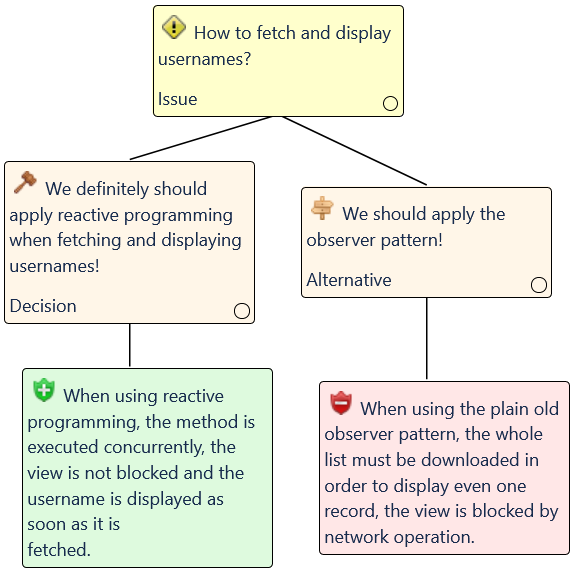 How to fetch and display
usernames?
Issue
We definitely should
apply reactive programming
when fetching and displaying
usernames!
Decision
We should apply the
observer pattern!
Alternative
When using reactive
programming, the method is
executed concurrently, the
view is not blocked and the
username is displayed as
soon as it is
fetched.
When using the plain old
observer pattern, the whole
list must be downloaded in
order to display even one
record, the view is blocked by
network operation.